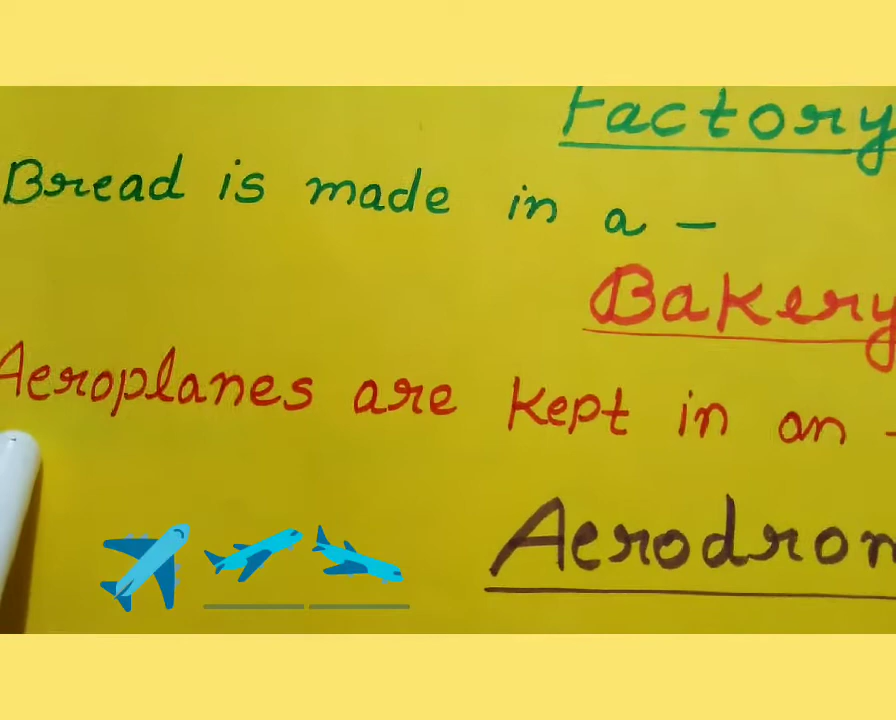 Factory
Bread is made in a -
Bakery
Aeroplanes are kept in an -
Aerodrom